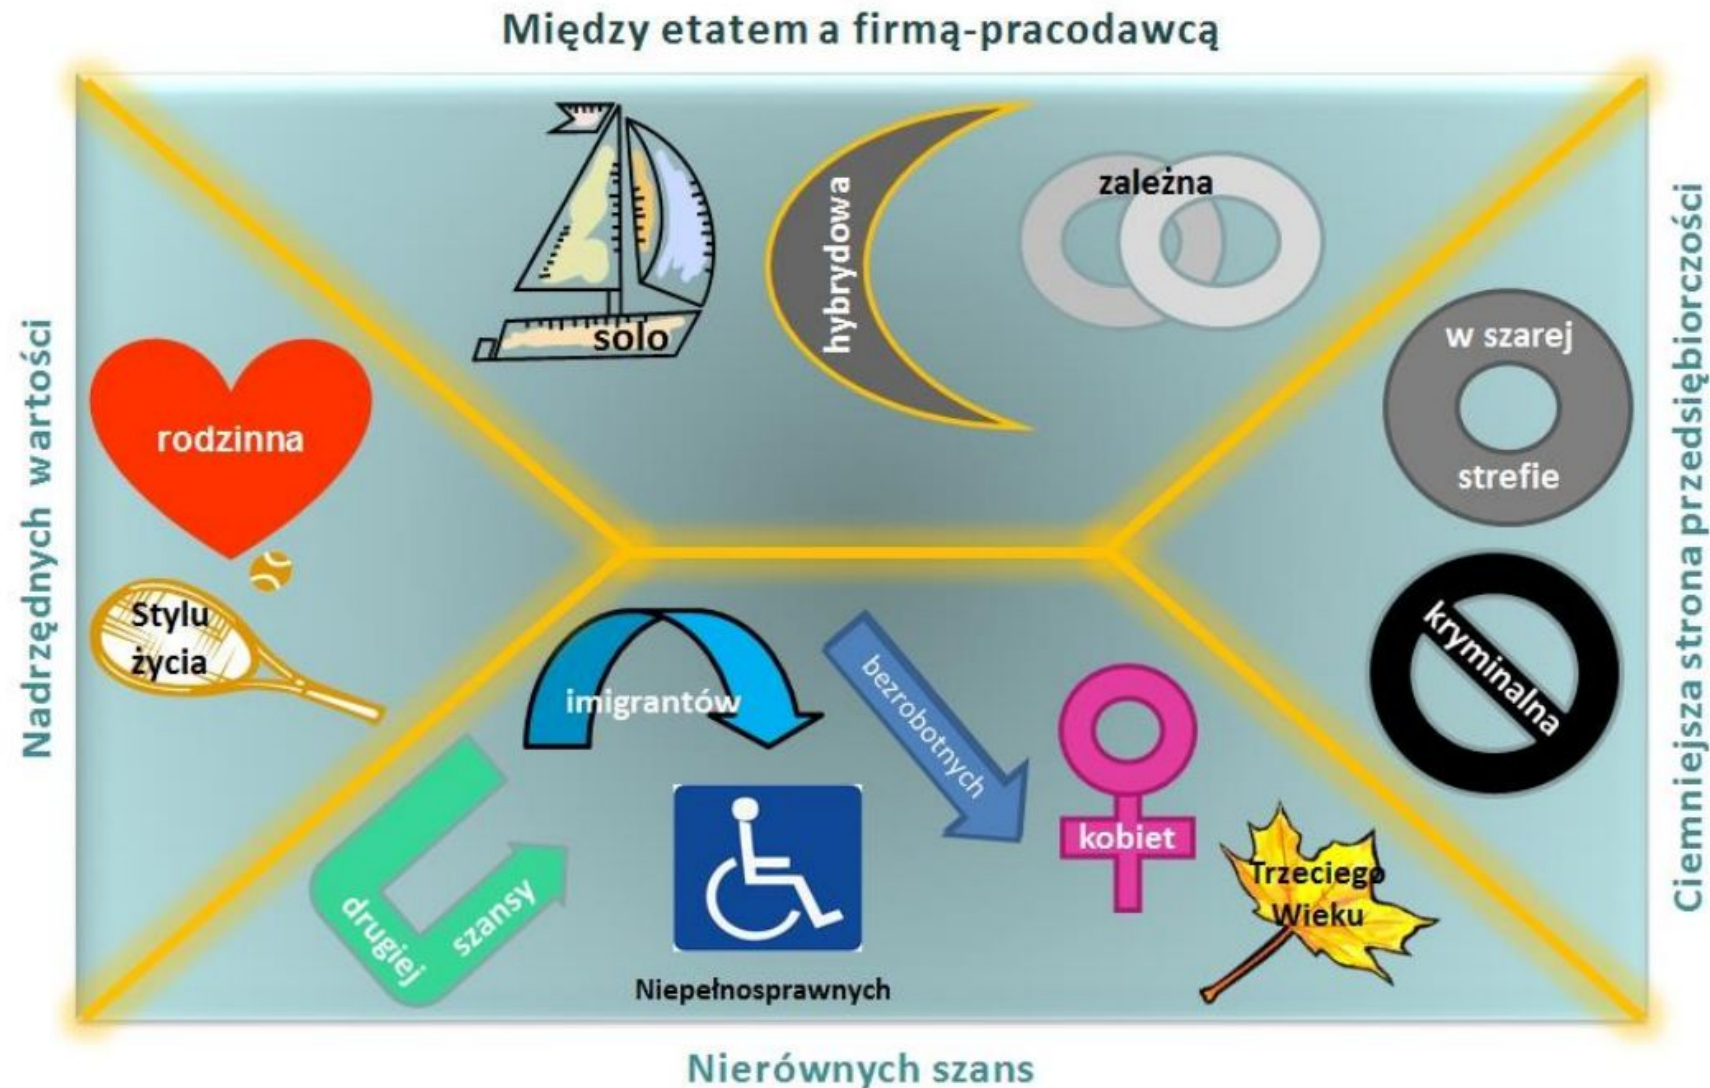 Między etatem a firmą-pracodawcą
solo
hybrydowa
zależna
Nadrzędnych wartości
rodzinna
Stylu
życia
Ciemniejsza strona przedsiębiorczości
w szarej
strefie
kryminalna
imigrantów
bezrobotnych
kobiet
drugiej
szansy
Niepełnosprawnych
Trzeciego
Wieku
Nierównych szans